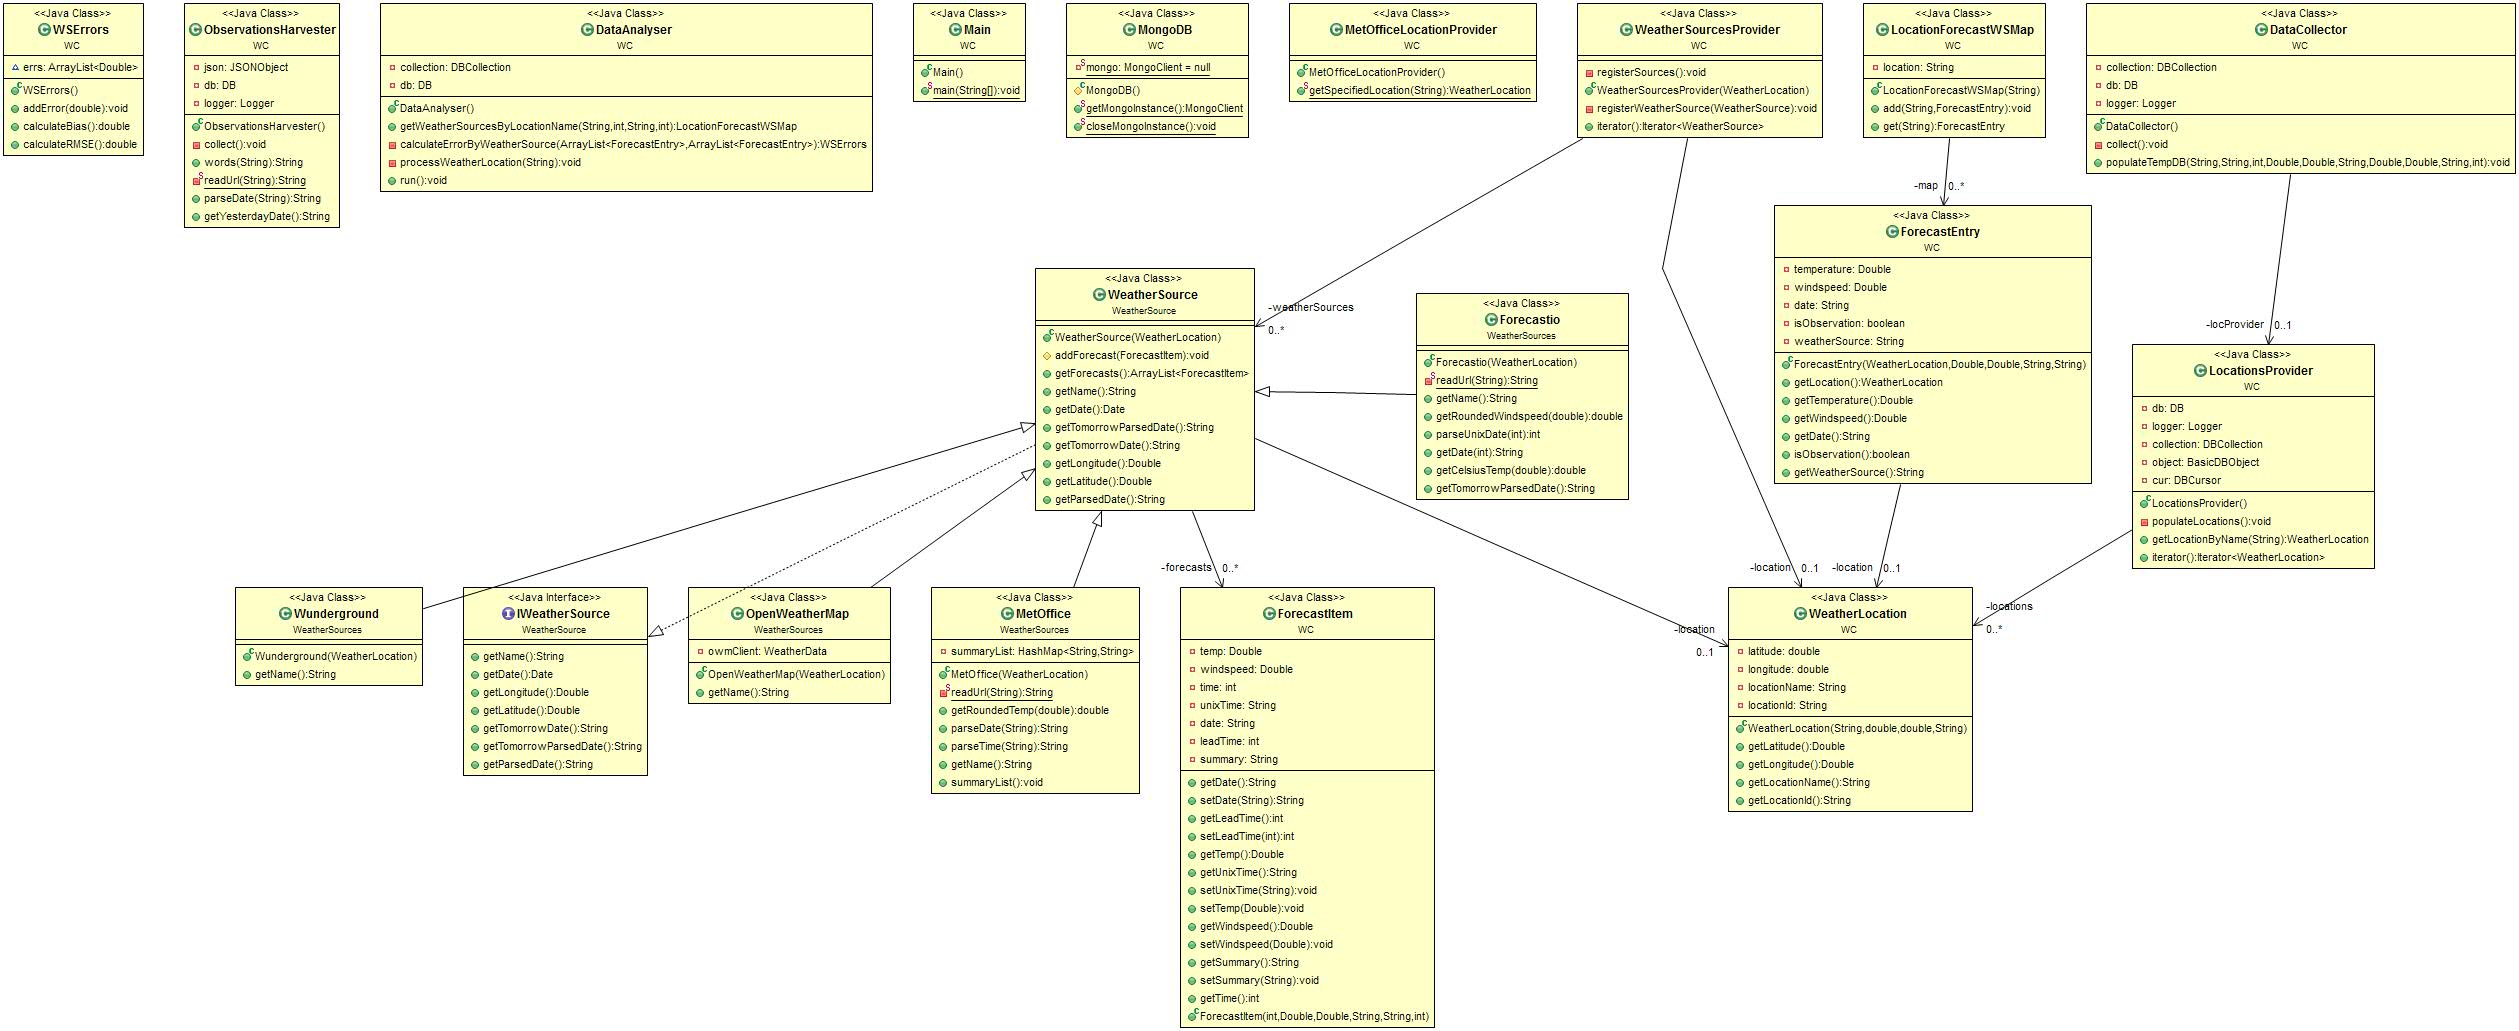 <<Java Class>>
WSErrors
WC
errs: ArrayList<Double>
WSErrors()
addError(double):void
calculateBias():double
calculateRMSE():double
<<Java Class>>
ObservationsHarvester
WC
json: JSONObject
db: DB
logger: Logger
ObservationsHarvester()
collect():void
words(String):String
readUrl(String):String
parseDate(String):String
getYesterdayDate():String
<<Java Class>>
DataAnalyser
WC
collection: DBCollection
db: DB
DataAnalyser()
getWeatherSourcesByLocationName(String,int,String,int):LocationForecastWSMap
calculateErrorByWeatherSource(ArrayList<ForecastEntry>,ArrayList<ForecastEntry>):WSErrors
processWeatherLocation(String):void
run():void
<<Java Class>>
Main
WC
Main()
main(String[]):void
<<Java Class>>
MongoDB
WC
mongo: MongoClient = null
MongoDB()
getMongoInstance():MongoClient
closeMongoInstance():void
<<Java Class>>
MetOfficeLocationProvider
WC
MetOfficeLocationProvider()
getSpecifiedLocation(String):WeatherLocation
<<Java Class>>
WeatherSourcesProvider
WC
registerSources():void
WeatherSourcesProvider(WeatherLocation)
registerWeatherSource(WeatherSource):void
iterator():Iterator<WeatherSource>
<<Java Class>>
LocationForecastWSMap
WC
location: String
LocationForecastWSMap(String)
add(String,ForecastEntry):void
get(String):ForecastEntry
<<Java Class>>
DataCollector
WC
collection: DBCollection
db: DB
logger: Logger
DataCollector()
collect():void
populateTempDB(String,String,int,Double,Double,String,Double,Double,String,int):void
-map 0..*
<<Java Class>>
ForecastEntry
WC
temperature: Double
windspeed: Double
date: String
isObservation: boolean
weatherSource: String
ForecastEntry(WeatherLocation,Double,Double,String,String)
getLocation():WeatherLocation
getTemperature():Double
getWindspeed():Double
getDate():String
isObservation():boolean
getWeatherSource():String
<<Java Class>>
WeatherSource
WeatherSource
WeatherSource(WeatherLocation)
addForecast(ForecastItem):void
getForecasts():ArrayList<ForecastItem>
getName():String
getDate():Date
getTomorrowParsedDate():String
getTomorrowDate():String
getLongitude():Double
getLatitude():Double
getParsedDate():String
-weatherSources
0..*
<<Java Class>>
Forecastio
WeatherSources
Forecastio(WeatherLocation)
readUrl(String):String
getName():String
getRoundedWindspeed(double):double
parseUnixDate(int):int
getDate(int):String
getCelsiusTemp(double):double
getTomorrowParsedDate():String
-locProvider 0..1
<<Java Class>>
LocationsProvider
WC
db: DB
logger: Logger
collection: DBCollection
object: BasicDBObject
cur: DBCursor
LocationsProvider()
populateLocations():void
getLocationByName(String):WeatherLocation
iterator():Iterator<WeatherLocation>
-forecasts 0..*
-location 0..1
-location 0..1
-locations
0..*
-location
0..1
<<Java Class>>
Wunderground
WeatherSources
Wunderground(WeatherLocation)
getName():String
<<Java Interface>>
IWeatherSource
WeatherSource
getName():String
getDate():Date
getLongitude():Double
getLatitude():Double
getTomorrowDate():String
getTomorrowParsedDate():String
getParsedDate():String
<<Java Class>>
OpenWeatherMap
WeatherSources
owmClient: WeatherData
OpenWeatherMap(WeatherLocation)
getName():String
<<Java Class>>
MetOffice
WeatherSources
summaryList: HashMap<String,String>
MetOffice(WeatherLocation)
readUrl(String):String
getRoundedTemp(double):double
parseDate(String):String
parseTime(String):String
getName():String
summaryList():void
<<Java Class>>
ForecastItem
WC
temp: Double
windspeed: Double
time: int
unixTime: String
date: String
leadTime: int
summary: String
getDate():String
setDate(String):String
getLeadTime():int
setLeadTime(int):int
getTemp():Double
getUnixTime():String
setUnixTime(String):void
setTemp(Double):void
getWindspeed():Double
setWindspeed(Double):void
getSummary():String
setSummary(String):void
getTime():int
ForecastItem(int,Double,Double,String,String,int)
<<Java Class>>
WeatherLocation
WC
latitude: double
longitude: double
locationName: String
locationId: String
WeatherLocation(String,double,double,String)
getLatitude():Double
getLongitude():Double
getLocationName():String
getLocationId():String